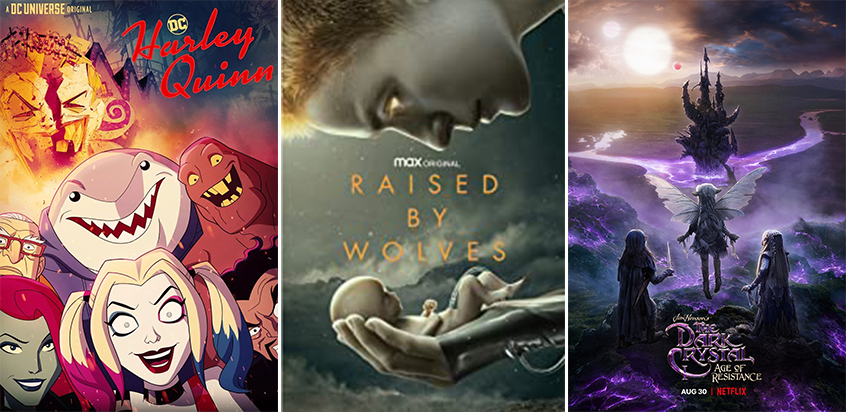 A DC UNIVERSE ORIGINAL
DC
Harley
Quinn
max ORIGINAL
RAISED
BY
WOLVES
Jim Henson's
THE
DARK
CRYSTAL
AGE OF
RESISTANCE
AUG 30 | NETFLIX